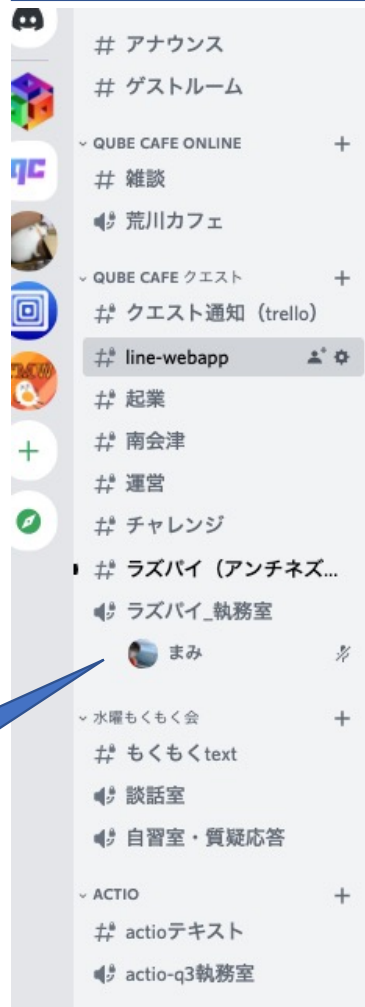 # アナウンス
# ゲストルーム
QUBE CAFE ONLINE
# 雑談
荒川カフェ
QUBE CAFE クエスト
# クエスト通知（trello）
# line-webapp
# 起業
# 南会津
# 運営
# チャレンジ
# ラズパイ（アンチネズ...
ラズパイ_執務室
まみ
水曜もくもく会
# もくもくtext
談話室
自習室・質疑応答
ACTIO
# actioテキスト
actio-q3執務室